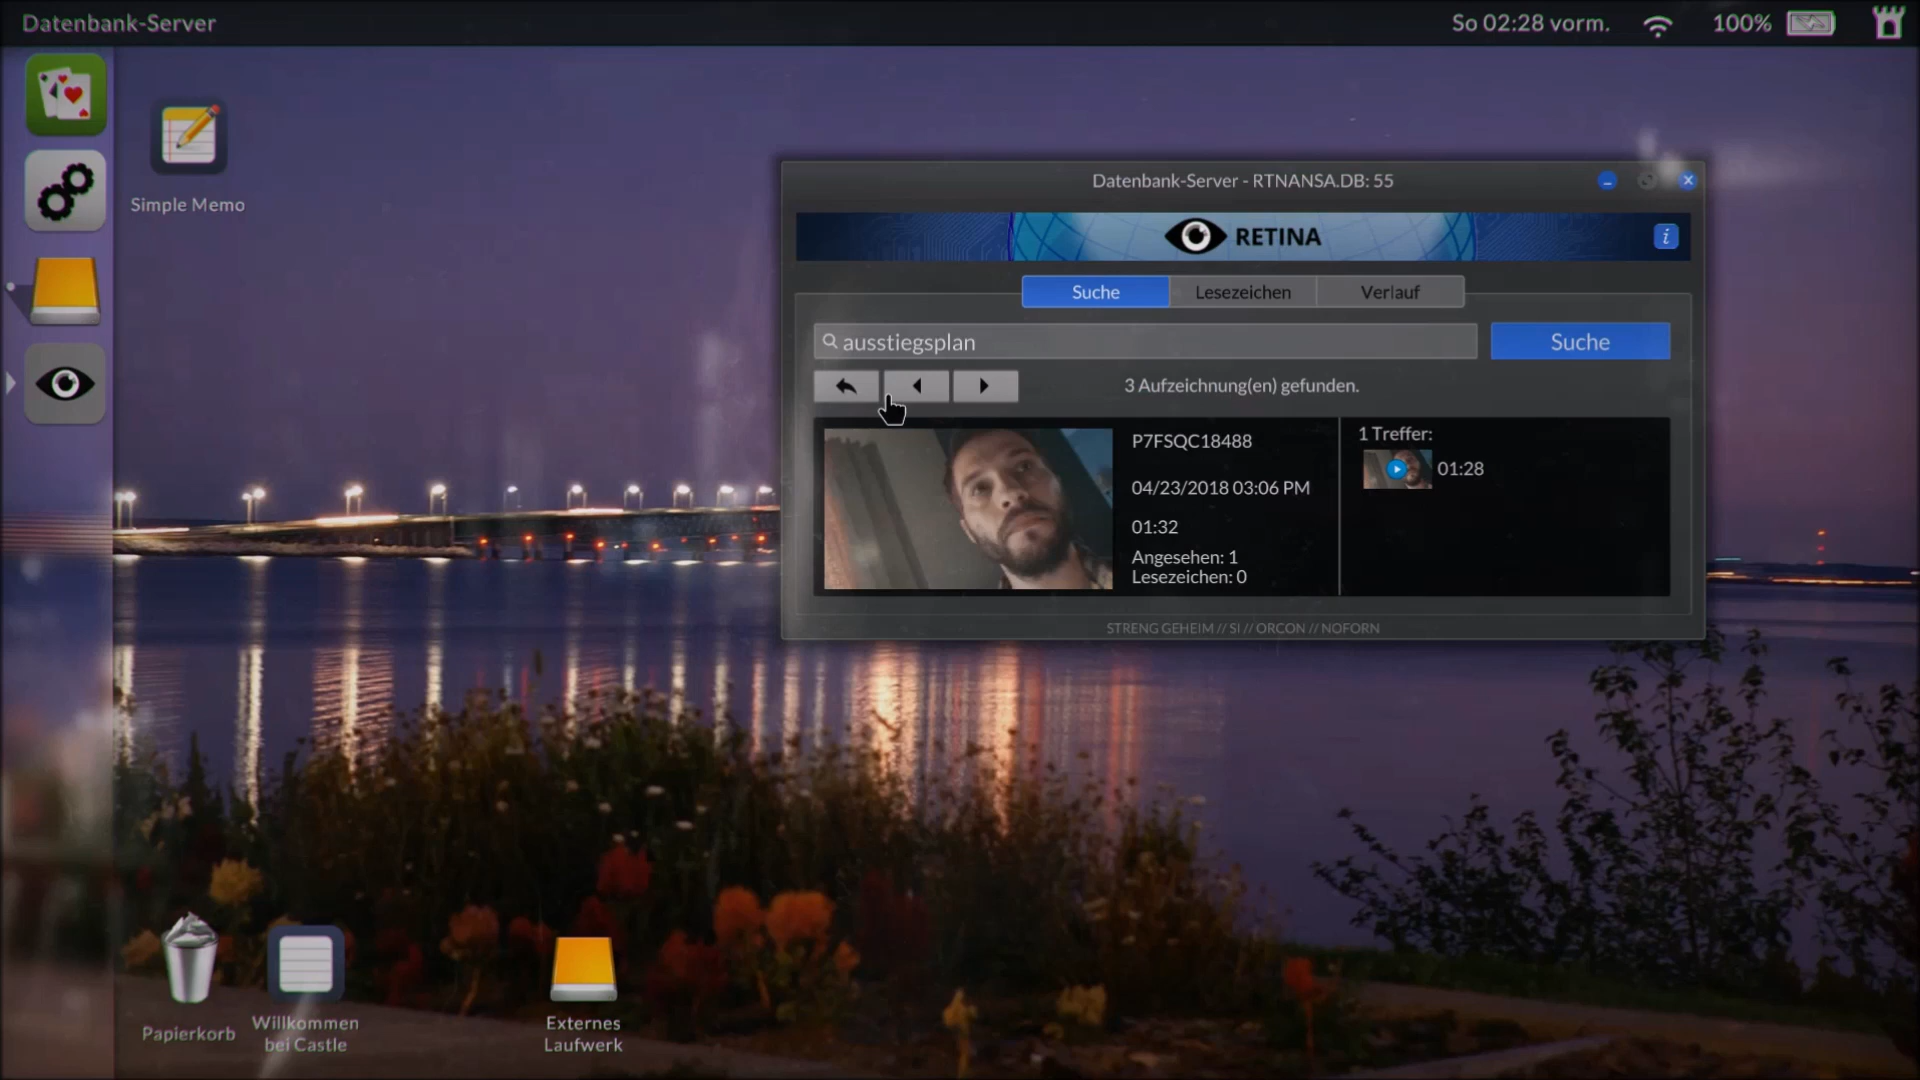 Datenbank-Server
So 02:28 vorm.
100%
Simple Memo
Datenbank-Server - RTNANSA.DB: 55
RETINA
i
Suche
Lesezeichen
Verlauf
ausstiegsplan
Suche
3 Aufzeichnung(en) gefunden.
P7FSQC18488
04/23/2018 03:06 PM
01:32
Angesehen: 1
Lesezeichen: 0
1 Treffer:
01:28
STRENG GEHEIM // SI // ORCON // NOFORN
Papierkorb
Willkommen
bei Castle
Externes
Laufwerk